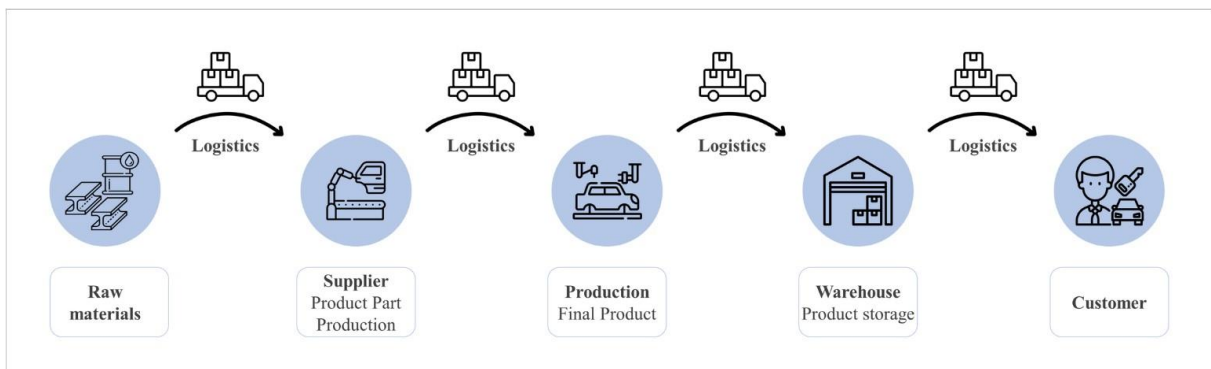 Logistics
Logistics
Logistics
Logistics
Raw
materials
Supplier
Product Part
Production
Production
Final Product
Warehouse
Product storage
Customer